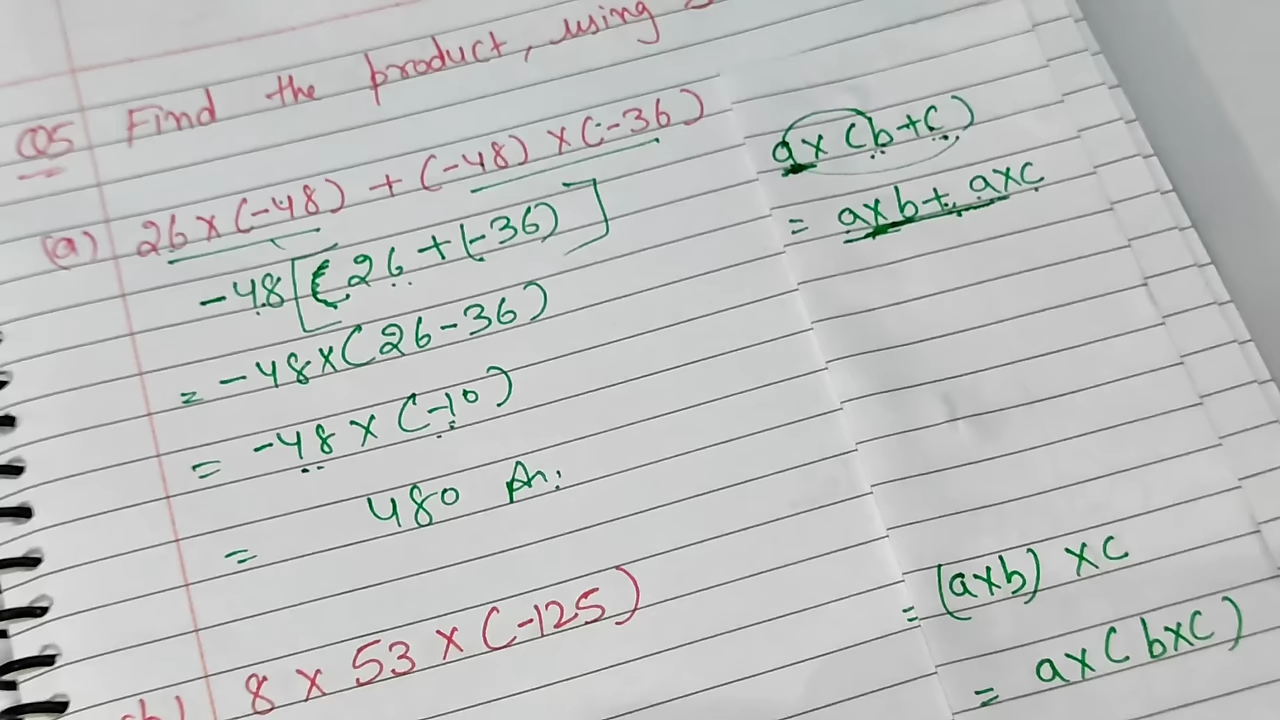 Q5 Find the product, using
(a) 26 × (-48) + (-48) × (-36)
-48[(26 + (-36)]
= -48 × (26 - 36)
= -48 × (-10)
= 480 An:
8 × 53 × (-125)
a × (b + c)
= a×b + a×c
= (a×b) × c
= a × (b × c)